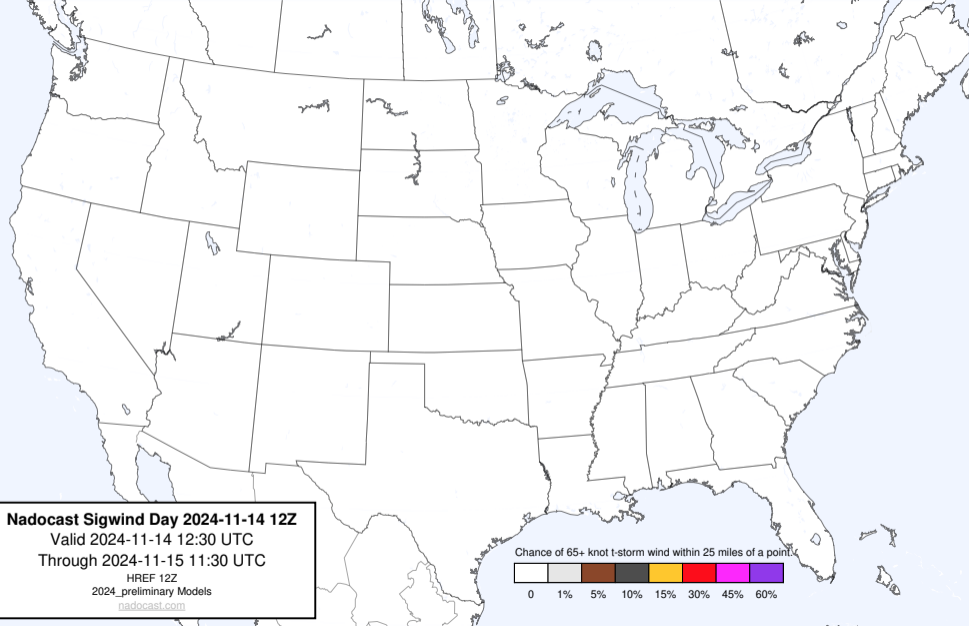 Nadocast Sigwind Day 2024-11-14 12Z
Valid 2024-11-14 12:30 UTC
Through 2024-11-15 11:30 UTC
HREF 12Z
2024_preliminary Models
nadocast.com
Chance of 65+ knot t-storm wind within 25 miles of a point.
0 1% 5% 10% 15% 30% 45% 60%